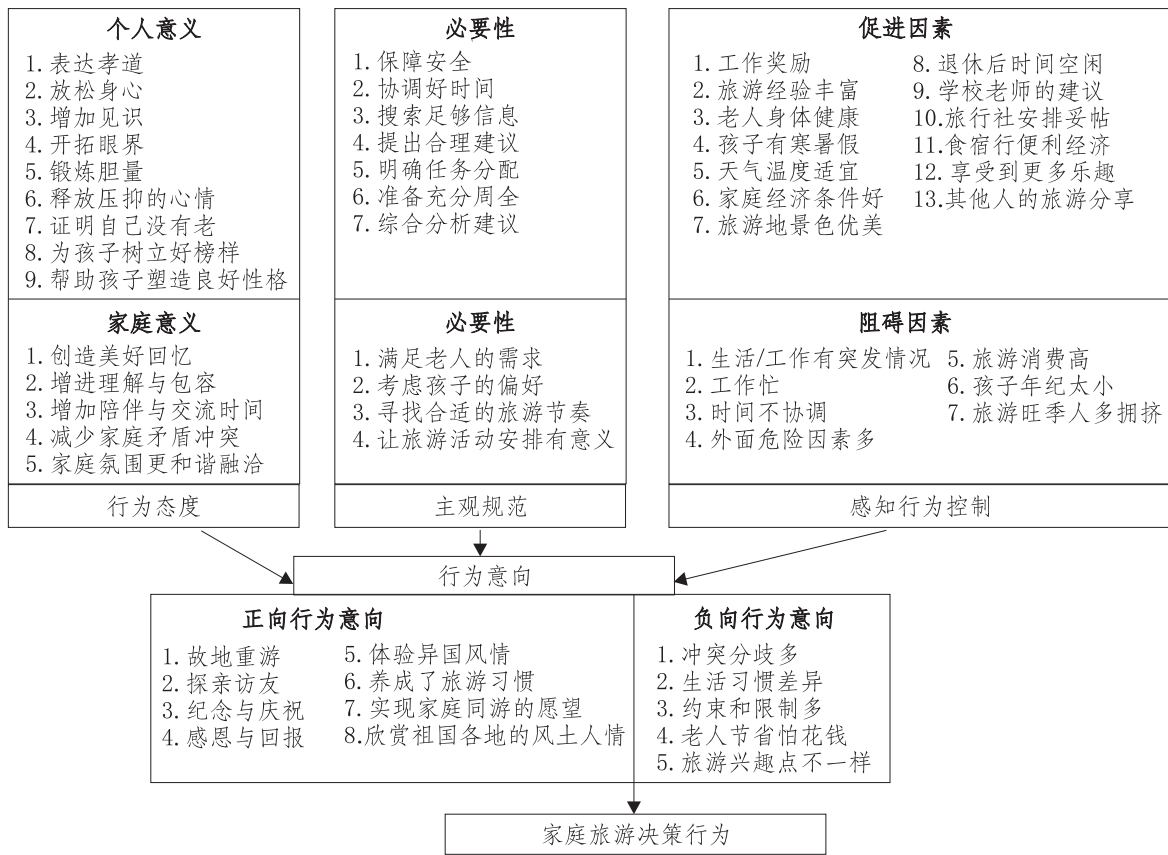 个人意义
1. 表达孝道
2. 放松身心
3. 增加见识
4. 开拓眼界
5. 锻炼胆量
6. 释放压抑的心情
7. 证明自己没有老
8. 为孩子树立好榜样
9. 帮助孩子塑造良好性格
家庭意义
1. 创造美好回忆
2. 增进理解与包容
3. 增加陪伴与交流时间
4. 减少家庭矛盾冲突
5. 家庭氛围更和谐融洽
行为态度
必要性
1. 保障安全
2. 协调好时间
3. 搜索足够信息
4. 提出合理建议
5. 明确任务分配
6. 准备充分周全
7. 综合分析建议
必要性
1. 满足老人的需求
2. 考虑孩子的偏好
3. 寻找合适的旅游节奏
4. 让旅游活动安排有意义
主观规范
促进因素
1. 工作奖励
2. 旅游经验丰富
3. 老人身体健康
4. 孩子有寒暑假
5. 天气温度适宜
6. 家庭经济条件好
7. 旅游地景色优美
8. 退休后时间空闲
9. 学校老师的建议
10. 旅行社安排妥帖
11. 食宿行便利经济
12. 享受到更多乐趣
13. 其他人的旅游分享
阻碍因素
1. 生活/工作有突发情况
2. 工作忙
3. 时间不协调
4. 外面危险因素多
5. 旅游消费高
6. 孩子年纪太小
7. 旅游旺季人多拥挤
感知行为控制
行为意向
正向行为意向
1. 故地重游
2. 探亲访友
3. 纪念与庆祝
4. 感恩与回报
5. 体验异国风情
6. 养成了旅游习惯
7. 实现家庭同游的愿望
8. 欣赏祖国各地的风土人情
负向行为意向
1. 冲突分歧多
2. 生活习惯差异
3. 约束和限制多
4. 老人节省怕花钱
5. 旅游兴趣点不一样
家庭旅游决策行为